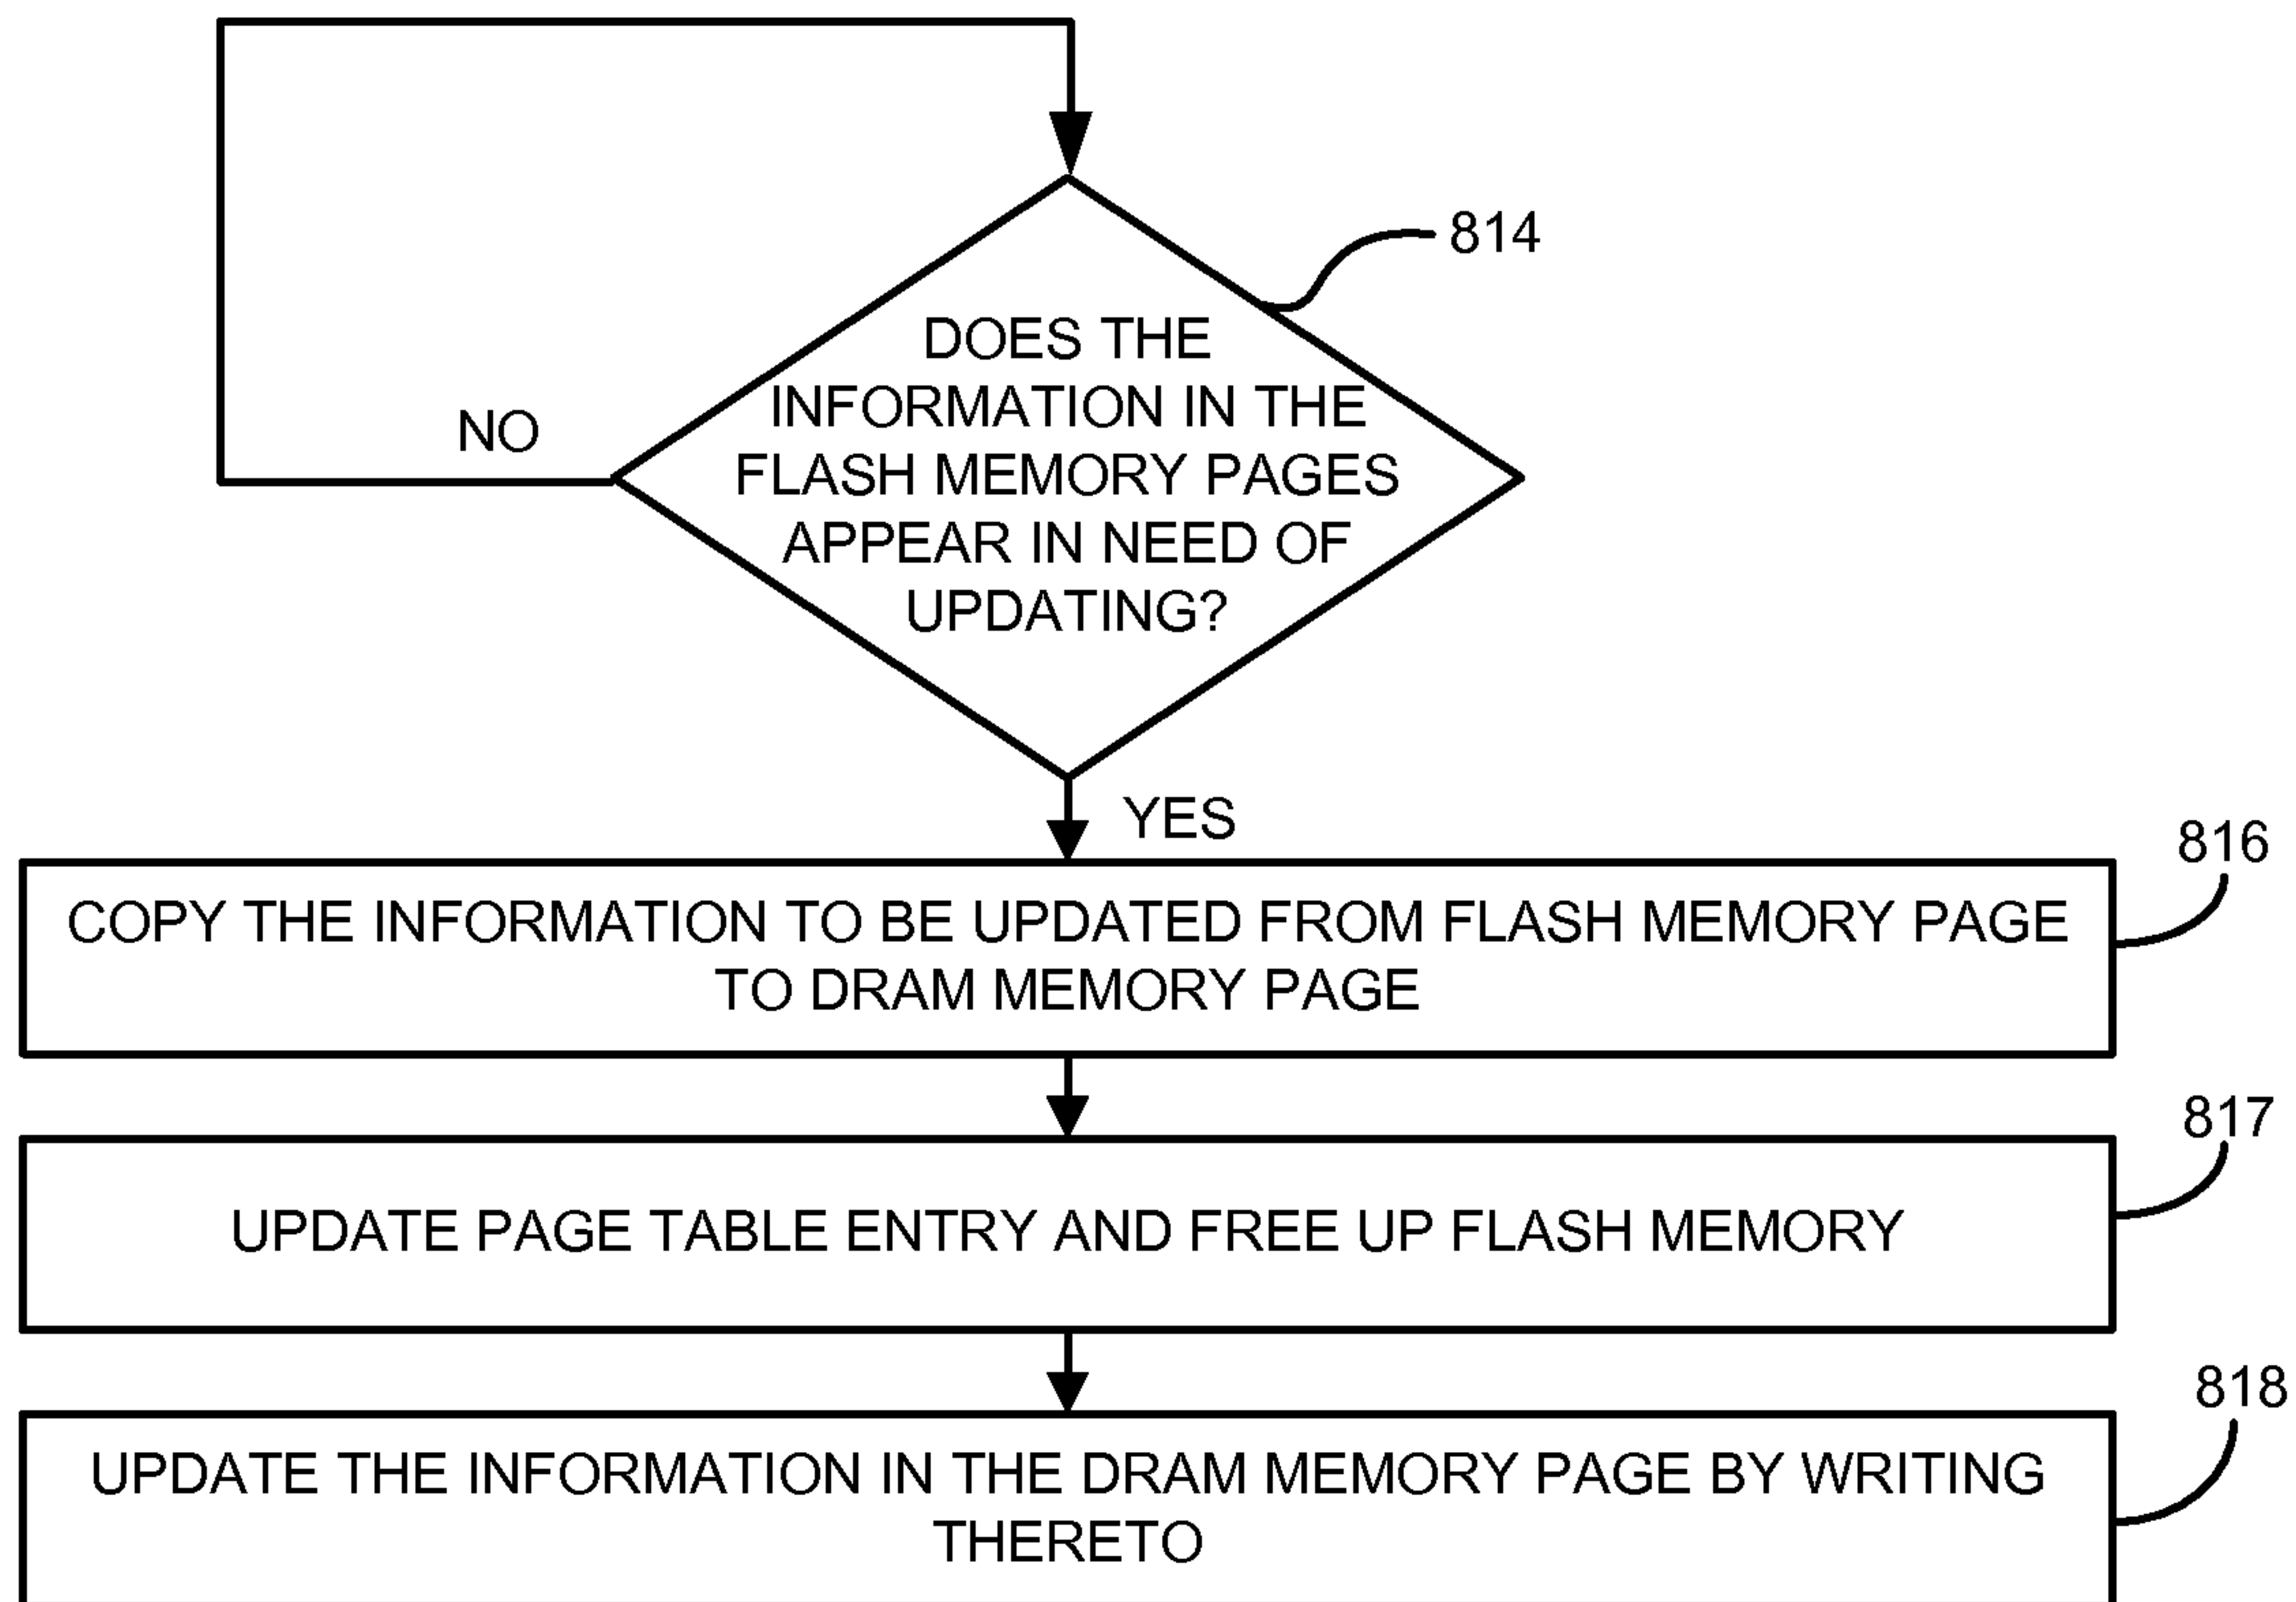 814
DOES THE
INFORMATION IN THE
FLASH MEMORY PAGES
APPEAR IN NEED OF
UPDATING?
NO
YES
816
COPY THE INFORMATION TO BE UPDATED FROM FLASH MEMORY PAGE
TO DRAM MEMORY PAGE
817
UPDATE PAGE TABLE ENTRY AND FREE UP FLASH MEMORY
818
UPDATE THE INFORMATION IN THE DRAM MEMORY PAGE BY WRITING
THERETO